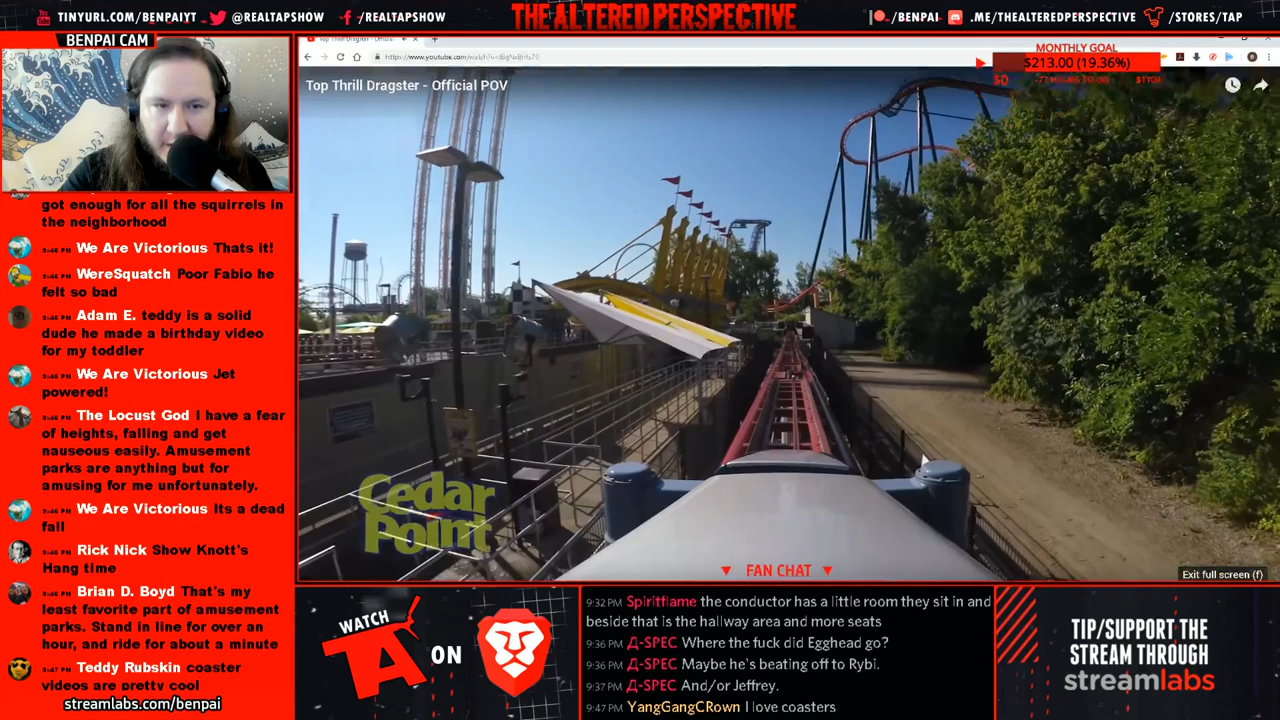 TINYURL.COM/BENPAIYT @REALTAPSHOW /REALTAPSHOW
THE ALTERED PERSPECTIVE
/BENPAI .ME/THEALTEREDPERSPECTIVE /STORES/TAP
BENPAI CAM
MONTHLY GOAL
$213.00 (19.36%)
$0
Top Thrill Dragster - Official POV
got enough for all the squirrels in
the neighborhood
We Are Victorious Thats it!
WereSquatch Poor Fabio he
felt so bad
Adam E. teddy is a solid
dude he made a birthday video
for my toddler
We Are Victorious Jet
powered!
The Locust God I have a fear
of heights, falling and get
nauseous easily. Amusement
parks are anything but for
amusing for me unfortunately.
We Are Victorious Its a dead
fall
Rick Nick Show Knott's
Hang time
Brian D. Boyd That's my
least favorite part of amusement
parks. Stand in line for over an
hour, and ride for about a minute
9:47 PM Teddy Rubskin coaster
videos are pretty cool
streamlabs.com/benpai
Cedar
Point
Exit full screen (f)
FAN CHAT
WATCH
TA ON
9:32 PM Spiritflame the conductor has a little room they sit in and
beside that is the hallway area and more seats
9:36 PM Д-SPEC Where the fuck did Egghead go?
9:36 PM Д-SPEC Maybe he's beating off to Rybi.
9:37 PM Д-SPEC And/or Jeffrey.
9:47 PM YangGangCRown I love coasters
TIP/SUPPORT THE
STREAM THROUGH
streamlabs